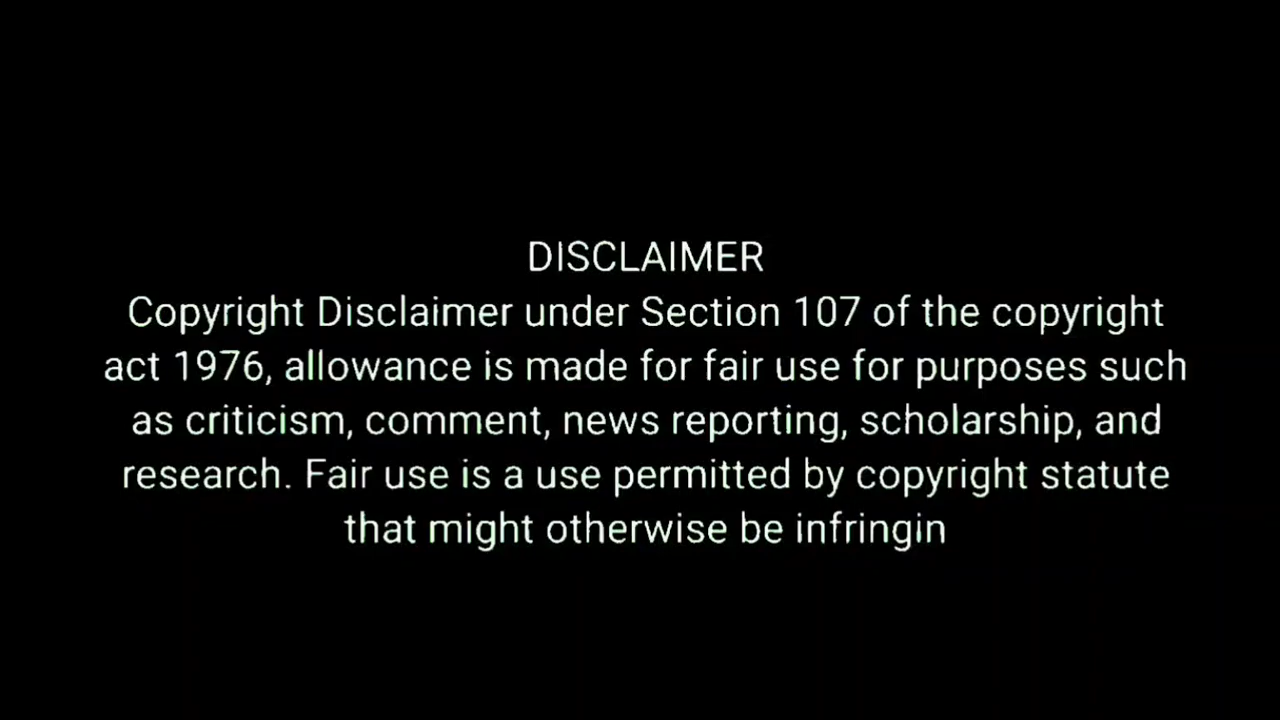 DISCLAIMER
Copyright Disclaimer under Section 107 of the copyright
act 1976, allowance is made for fair use for purposes such
as criticism, comment, news reporting, scholarship, and
research. Fair use is a use permitted by copyright statute
that might otherwise be infringin